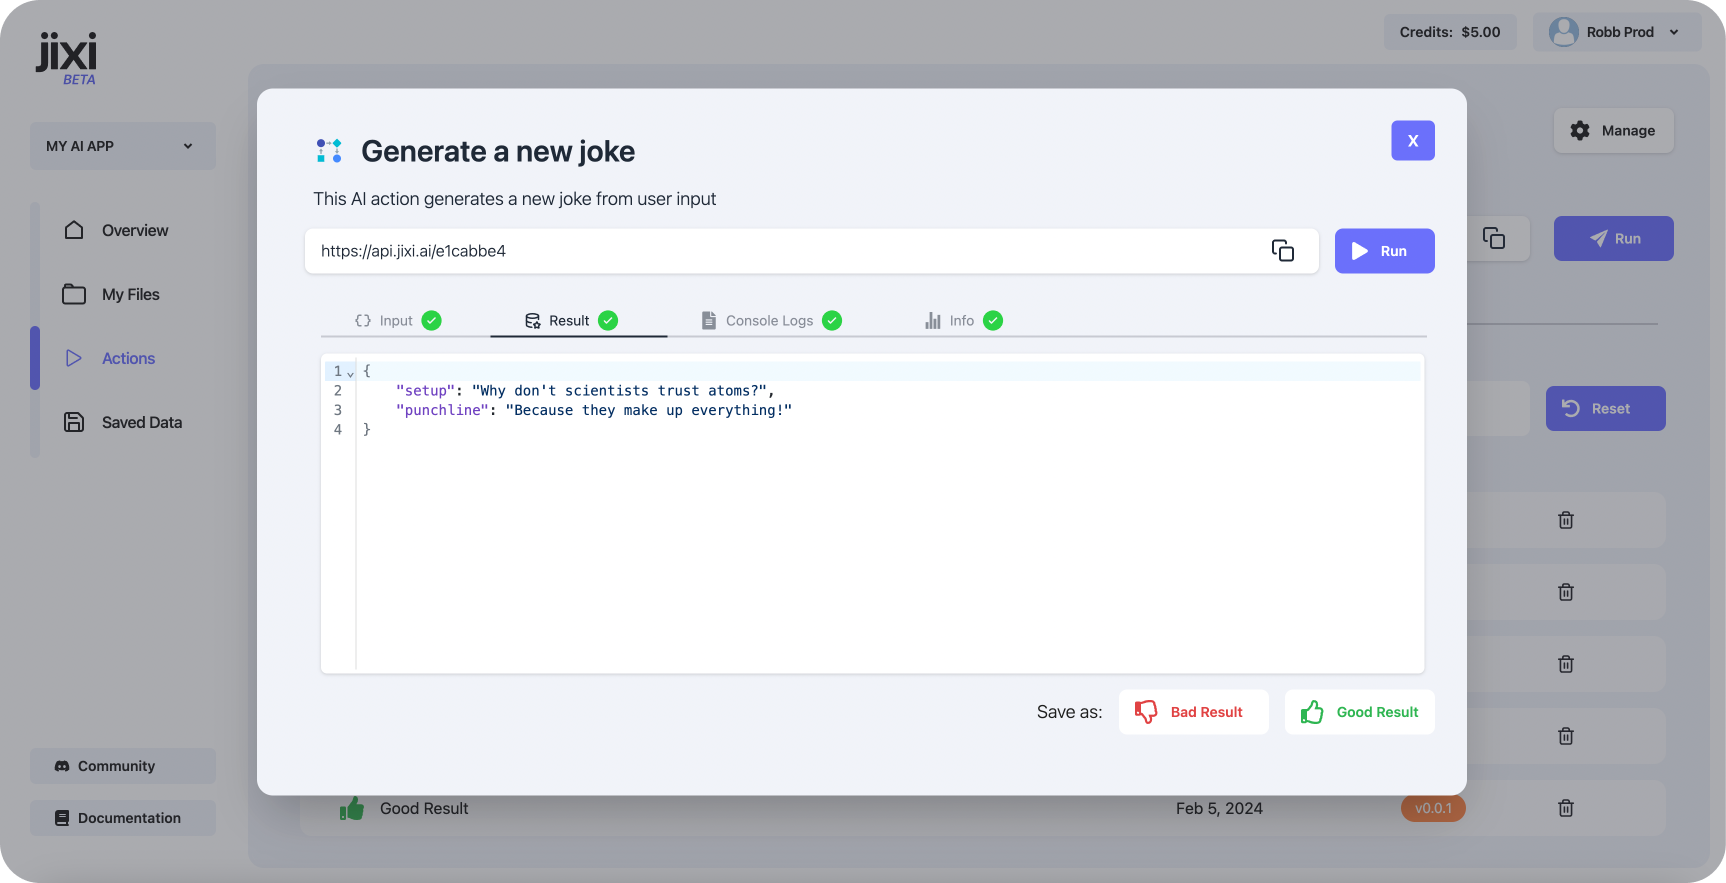 jixi
BETA
Credits: $5.00
Robb Prod
MY AI APP
Overview
My Files
Actions
Saved Data
Community
Documentation
Manage
Run
Reset
Generate a new joke
X
This AI action generates a new joke from user input
https://api.jixi.ai/e1cabbe4
Run
Input
Result
Console Logs
Info
1 {
2 "setup": "Why don't scientists trust atoms?",
3 "punchline": "Because they make up everything!"
4 }
Save as:
Bad Result
Good Result
Good Result
Feb 5, 2024
v0.0.1